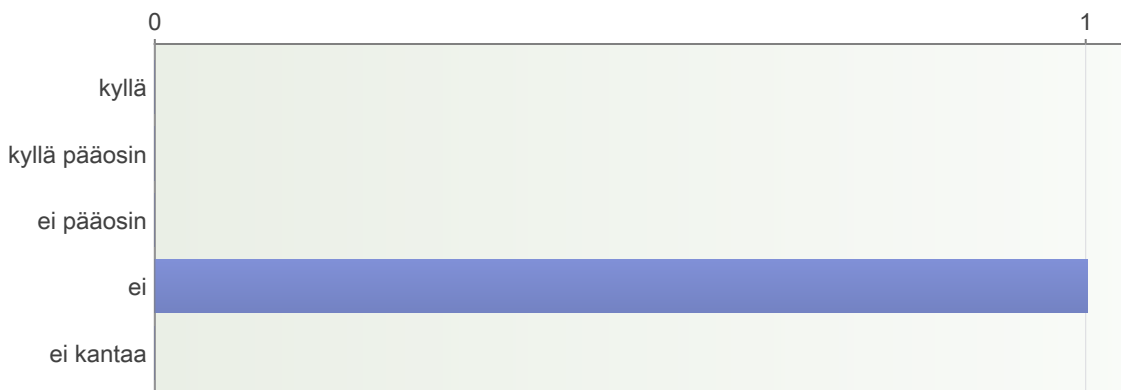 0 1
kyllä
kyllä pääosin
ei pääosin
ei
ei kantaa